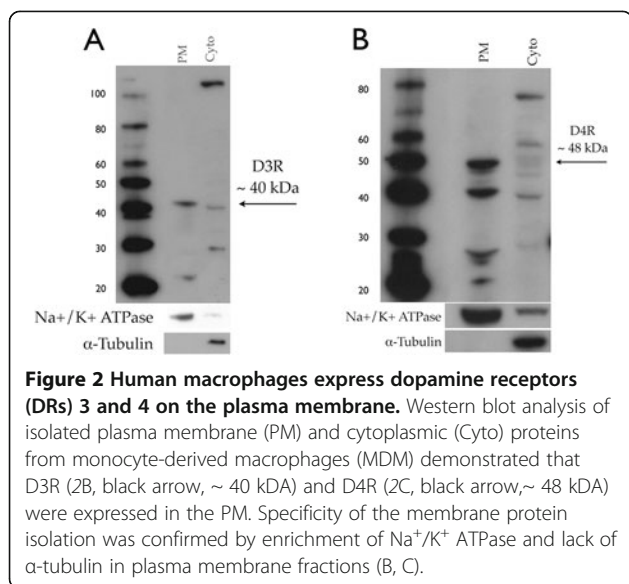 A
B
PM
Cyto
PM
Cyto
100
80
60
50
40
30
20
D3R
~ 40 kDa
80
60
50
40
30
20
D4R
~ 48 kDa
Na+/K+ ATPase
α-Tubulin
Na+/K+ ATPase
α-Tubulin
Figure 2 Human macrophages express dopamine receptors
(DRs) 3 and 4 on the plasma membrane. Western blot analysis of
isolated plasma membrane (PM) and cytoplasmic (Cyto) proteins
from monocyte-derived macrophages (MDM) demonstrated that
D3R (2B, black arrow, ~ 40 kDA) and D4R (2C, black arrow,~ 48 kDA)
were expressed in the PM. Specificity of the membrane protein
isolation was confirmed by enrichment of Na⁺/K⁺ ATPase and lack of
α-tubulin in plasma membrane fractions (B, C).